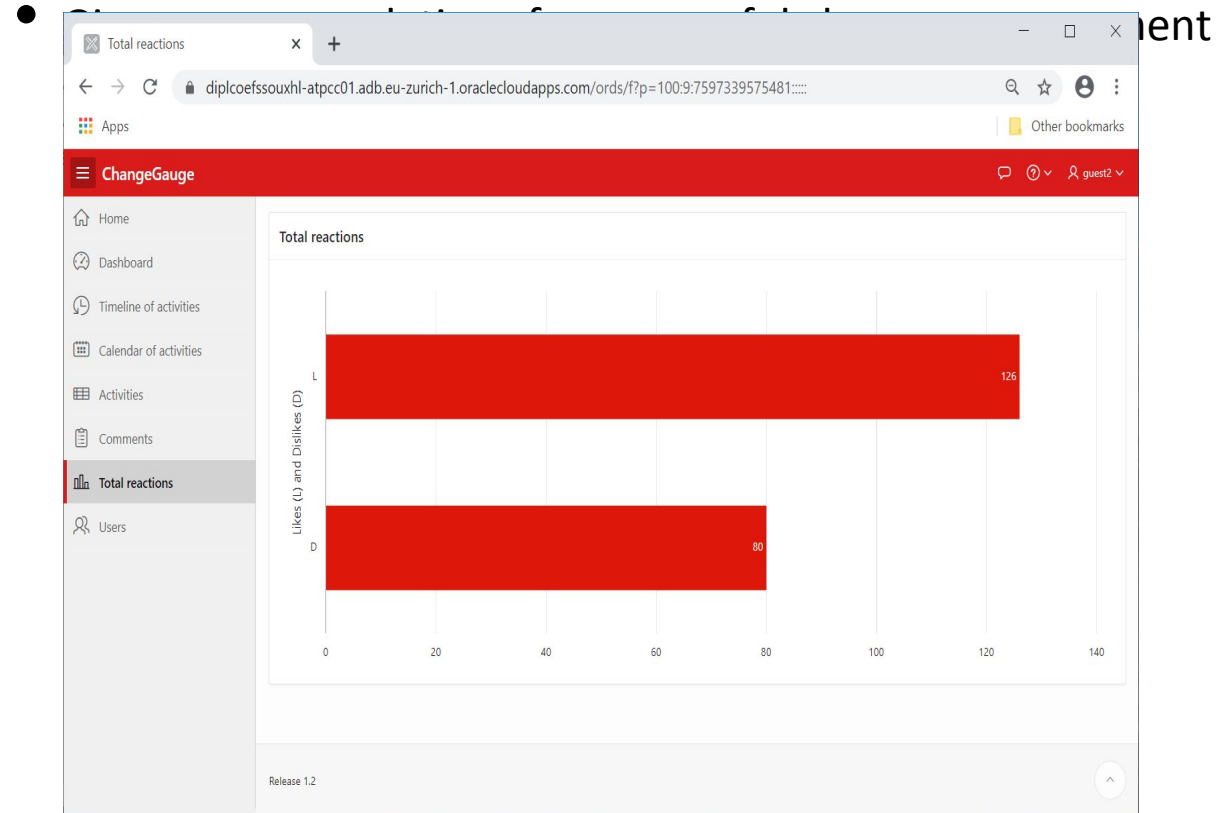 • ent
Total reactions × +
diplcoefssouxhl-atpcc01.adb.eu-zurich-1.oraclecloudapps.com/ords/f?p=100:9:7597339575481:::::
Apps Other bookmarks
ChangeGauge guest2
Home
Dashboard
Timeline of activities
Calendar of activities
Activities
Comments
Total reactions
Users
Total reactions
Likes (L) and Dislikes (D)
L 126
D 80
0 20 40 60 80 100 120 140
Release 1.2